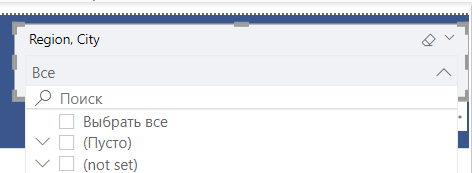 Region, City
Все
Поиск
Выбрать все
(Пусто)
(not set)